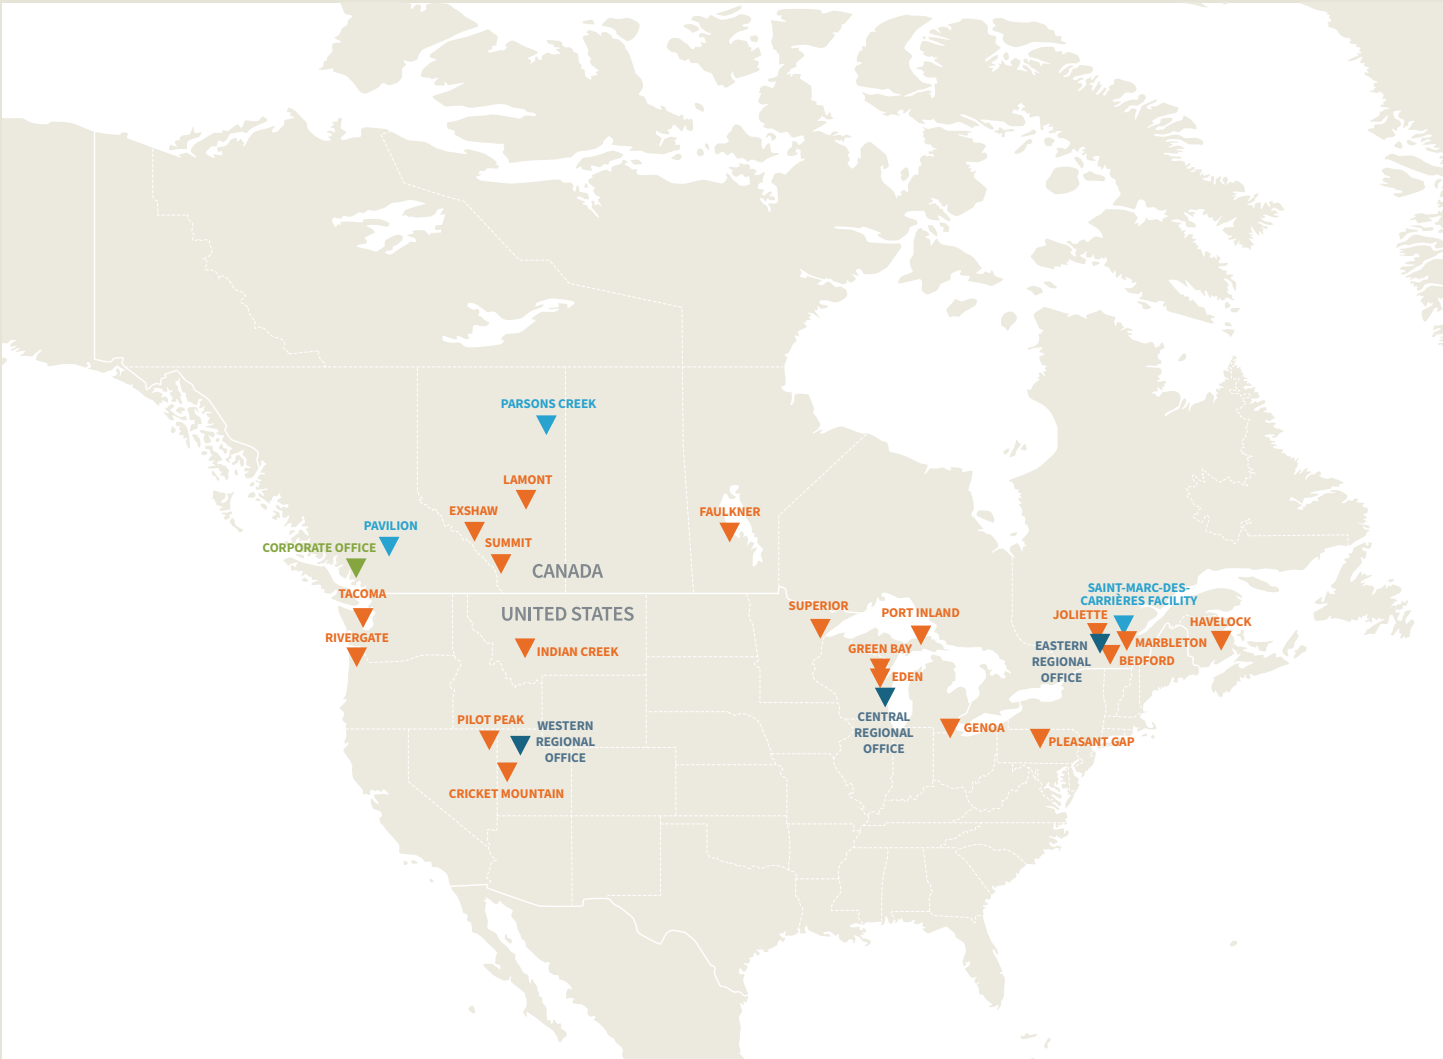 PARSONS CREEK
LAMONT
EXSHAW
FAULKNER
PAVILION
SUMMIT
CORPORATE OFFICE
CANADA
TACOMA
UNITED STATES
RIVERGATE
INDIAN CREEK
SUPERIOR
PORT INLAND
GREEN BAY
EDEN
SAINT-MARC-DES-
CARRIÈRES FACILITY
JOLIETTE
HAVELOCK
MARBLETON
EASTERN
REGIONAL
OFFICE
BEDFORD
PILOT PEAK
WESTERN
REGIONAL
OFFICE
CRICKET MOUNTAIN
CENTRAL
REGIONAL
OFFICE
GENOA
PLEASANT GAP